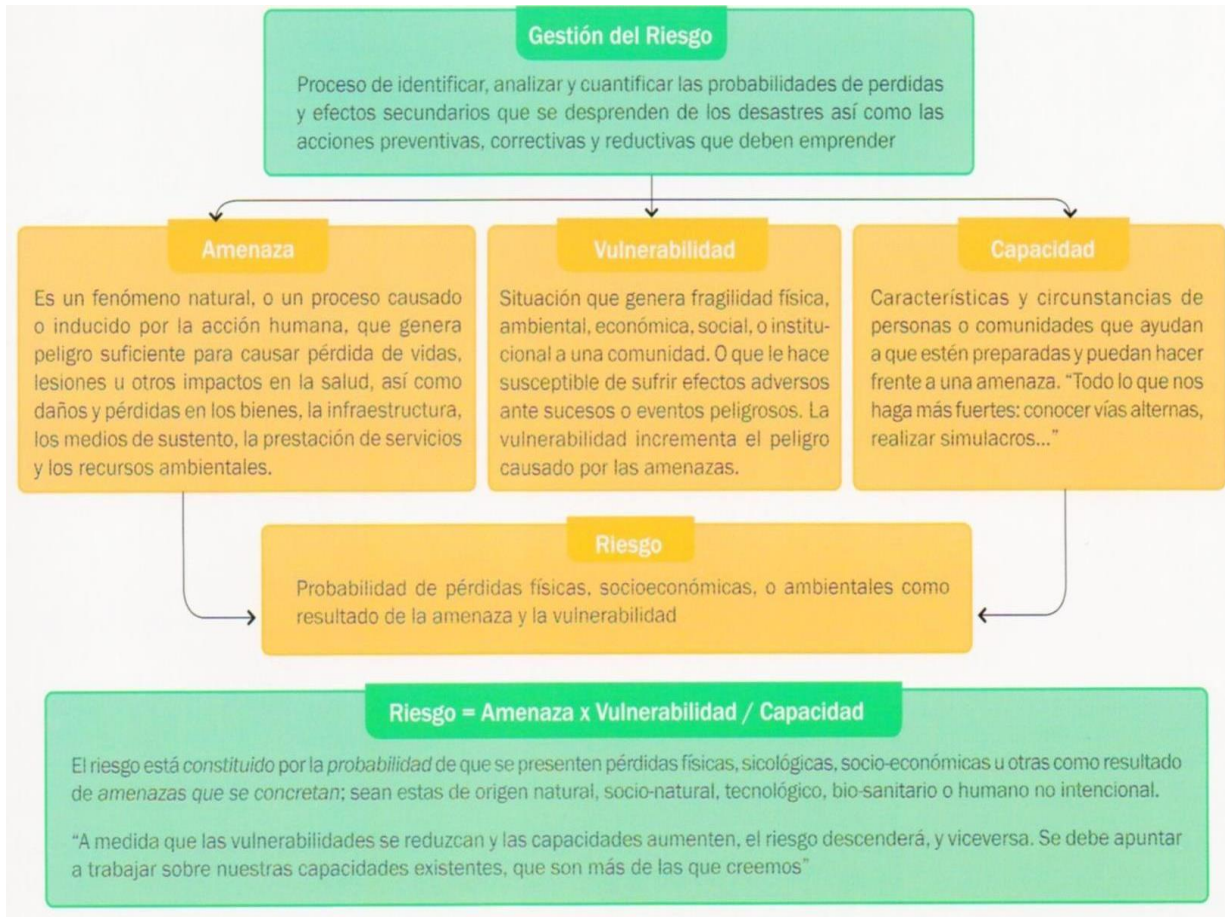 Gestión del Riesgo
Proceso de identificar, analizar y cuantificar las probabilidades de perdidas
y efectos secundarios que se desprenden de los desastres así como las
acciones preventivas, correctivas y reductivas que deben emprender
Amenaza
Es un fenómeno natural, o un proceso causado
o inducido por la acción humana, que genera
peligro suficiente para causar pérdida de vidas,
lesiones u otros impactos en la salud, así como
daños y pérdidas en los bienes, la infraestructura,
los medios de sustento, la prestación de servicios
y los recursos ambientales.
Vulnerabilidad
Situación que genera fragilidad física,
ambiental, económica, social, o institu-
cional a una comunidad. O que le hace
susceptible de sufrir efectos adversos
ante sucesos o eventos peligrosos. La
vulnerabilidad incrementa el peligro
causado por las amenazas.
Capacidad
Características y circunstancias de
personas o comunidades que ayudan
a que estén preparadas y puedan hacer
frente a una amenaza. “Todo lo que nos
haga más fuertes: conocer vías alternas,
realizar simulacros...”
Riesgo
Probabilidad de pérdidas físicas, socioeconómicas, o ambientales como
resultado de la amenaza y la vulnerabilidad
Riesgo = Amenaza x Vulnerabilidad / Capacidad
El riesgo está constituido por la probabilidad de que se presenten pérdidas físicas, sicológicas, socio-económicas u otras como resultado
de amenazas que se concretan; sean estas de origen natural, socio-natural, tecnológico, bio-sanitario o humano no intencional.
“A medida que las vulnerabilidades se reduzcan y las capacidades aumenten, el riesgo descenderá, y viceversa. Se debe apuntar
a trabajar sobre nuestras capacidades existentes, que son más de las que creemos”